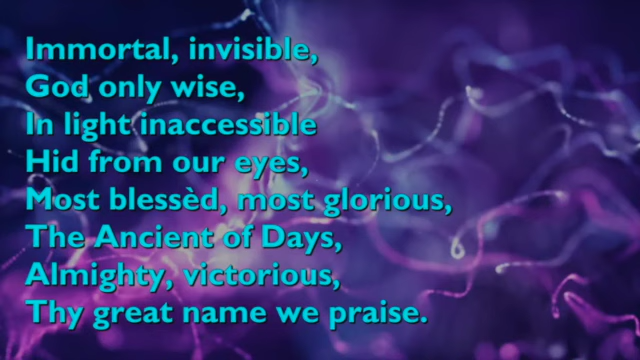 Immortal, invisible,
God only wise,
In light inaccessible
Hid from our eyes,
Most blessèd, most glorious,
The Ancient of Days,
Almighty, victorious,
Thy great name we praise.